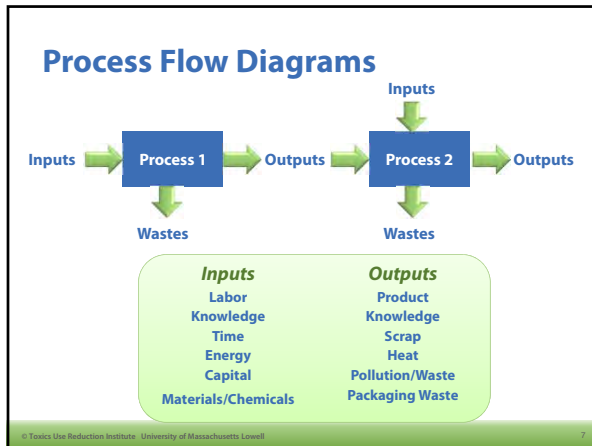 Process Flow Diagrams
Inputs
Inputs Process 1 Outputs Process 2 Outputs
Wastes Wastes
Inputs Outputs
Labor Product
Knowledge Knowledge
Time Scrap
Energy Heat
Capital Pollution/Waste
Materials/Chemicals Packaging Waste
© Toxics Use Reduction Institute University of Massachusetts Lowell 7